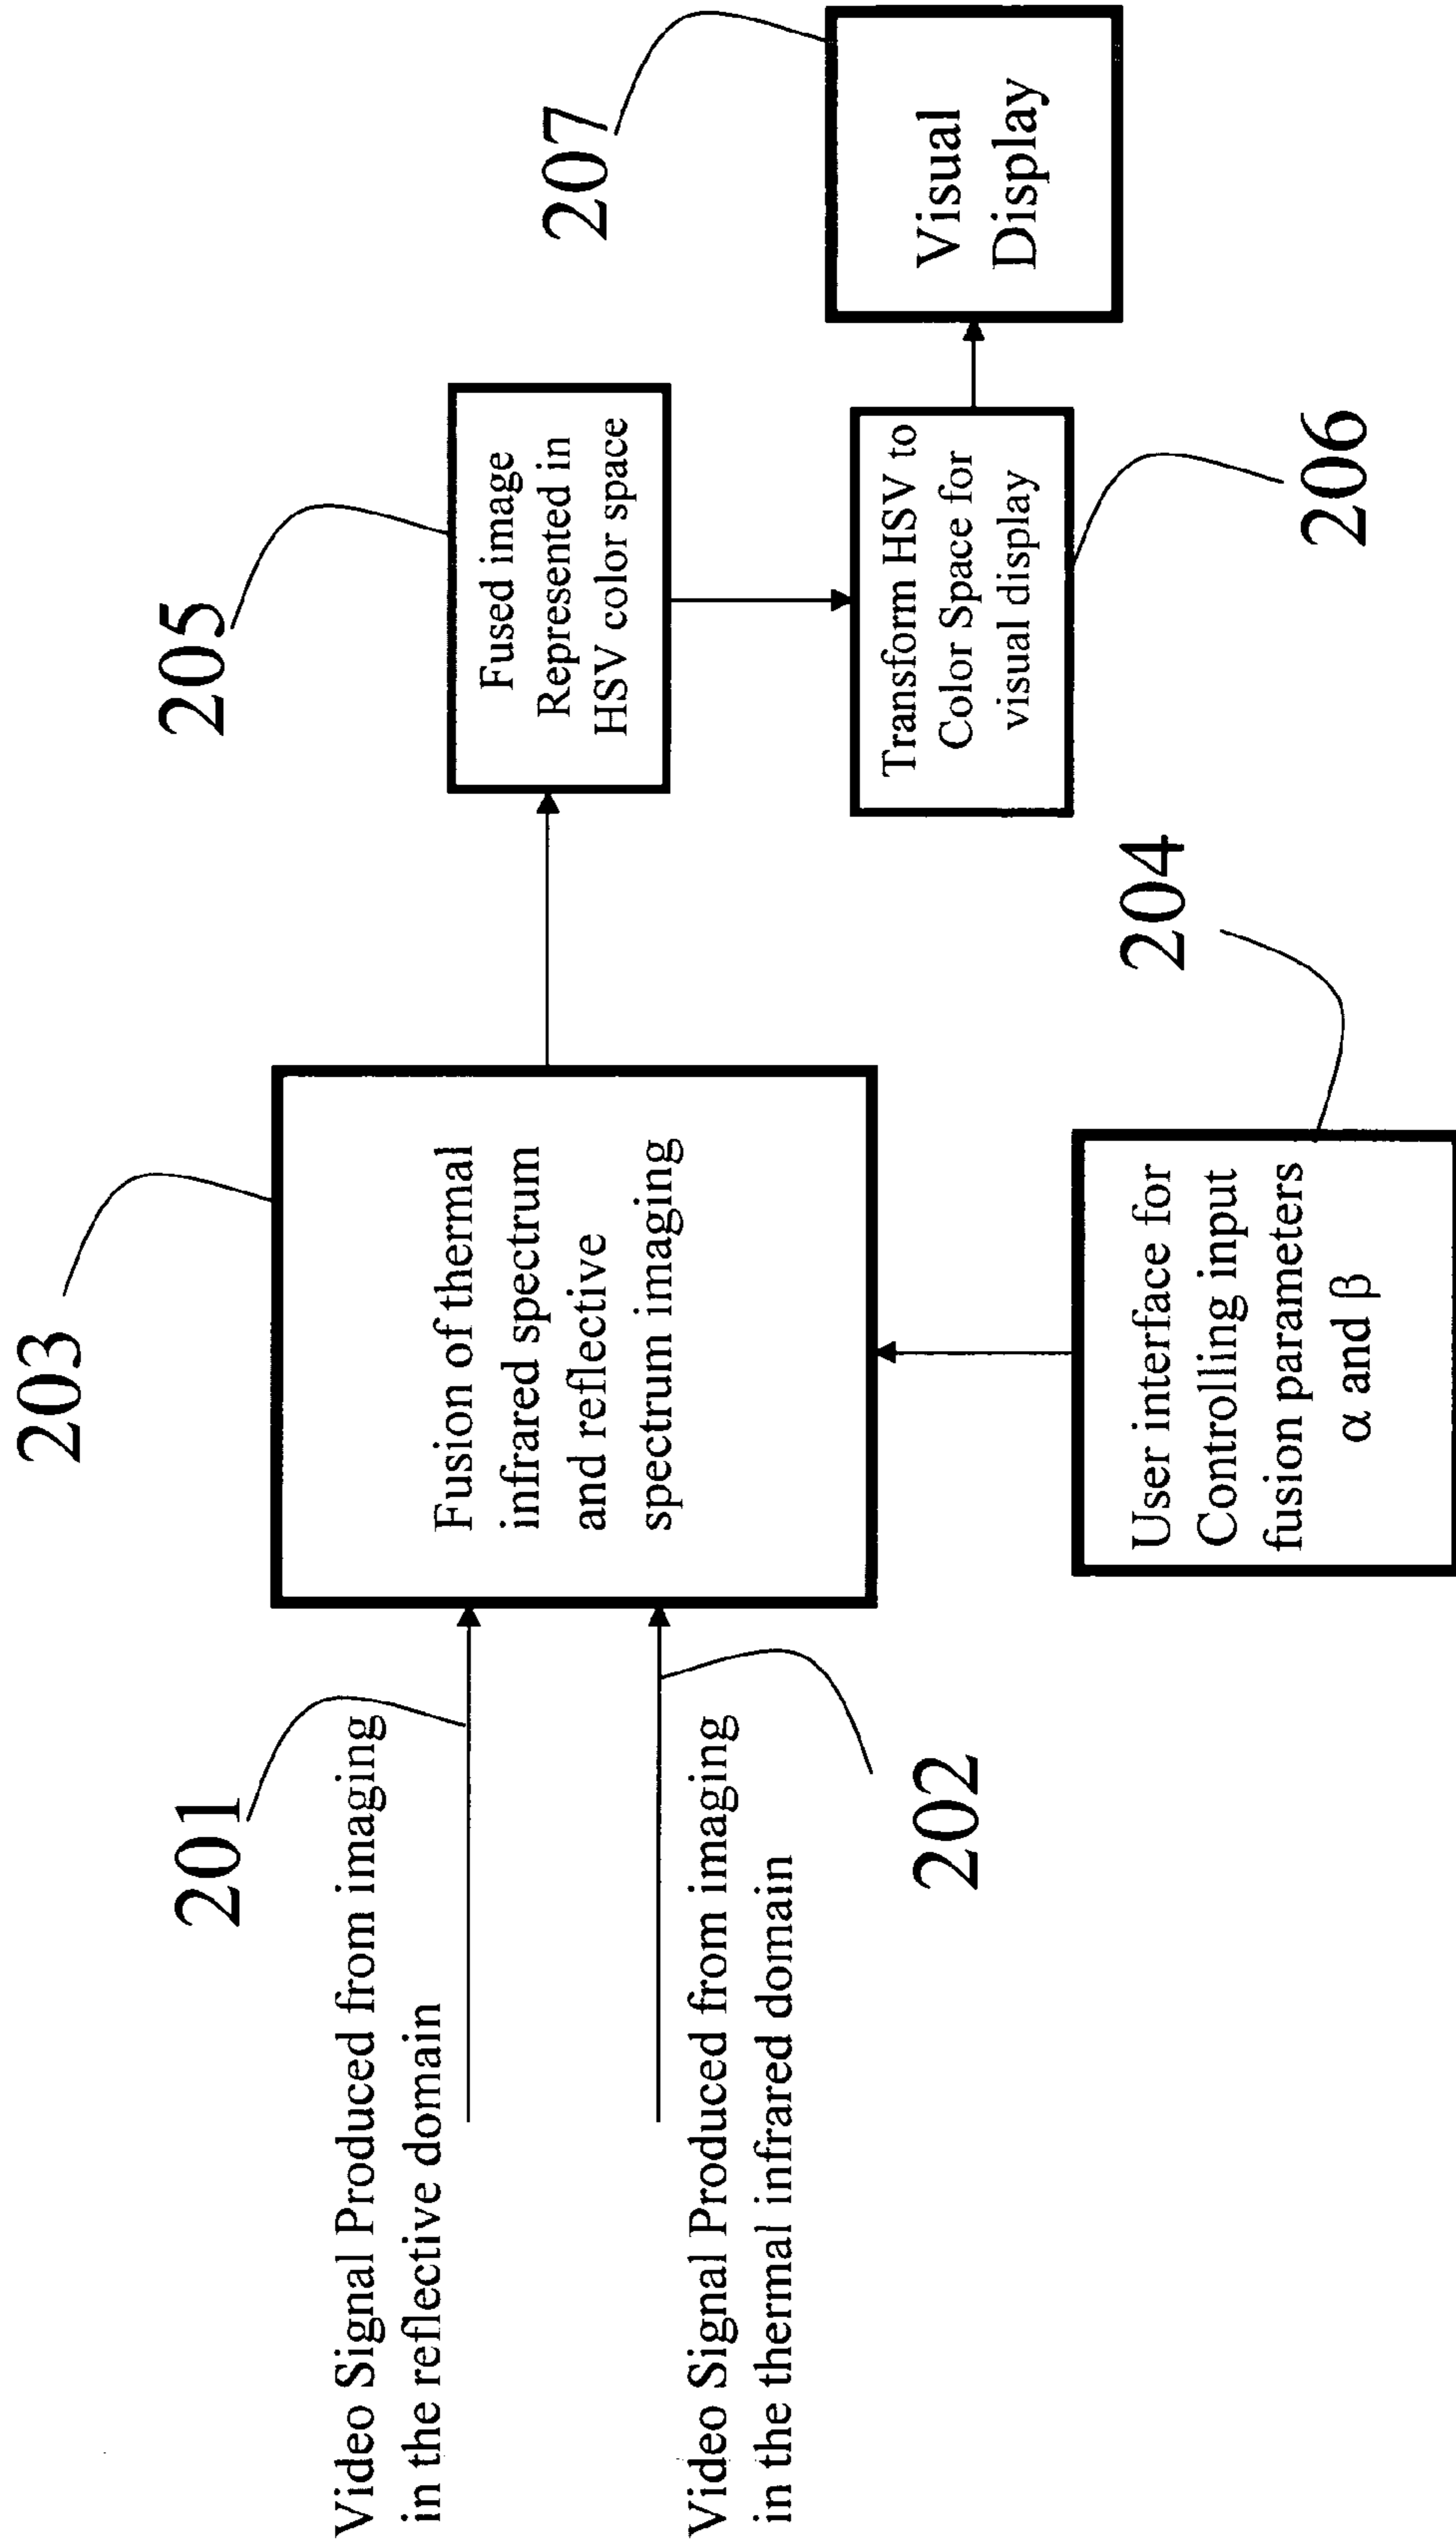 203
205
201
207
Video Signal Produced from imaging
in the reflective domain
Fusion of thermal
infrared spectrum
and reflective
spectrum imaging
Fused image
Represented in
HSV color space
Video Signal Produced from imaging
in the thermal infrared domain
202
Transform HSV to
Color Space for
visual display
Visual
Display
204
206
User interface for
Controlling input
fusion parameters
α and β